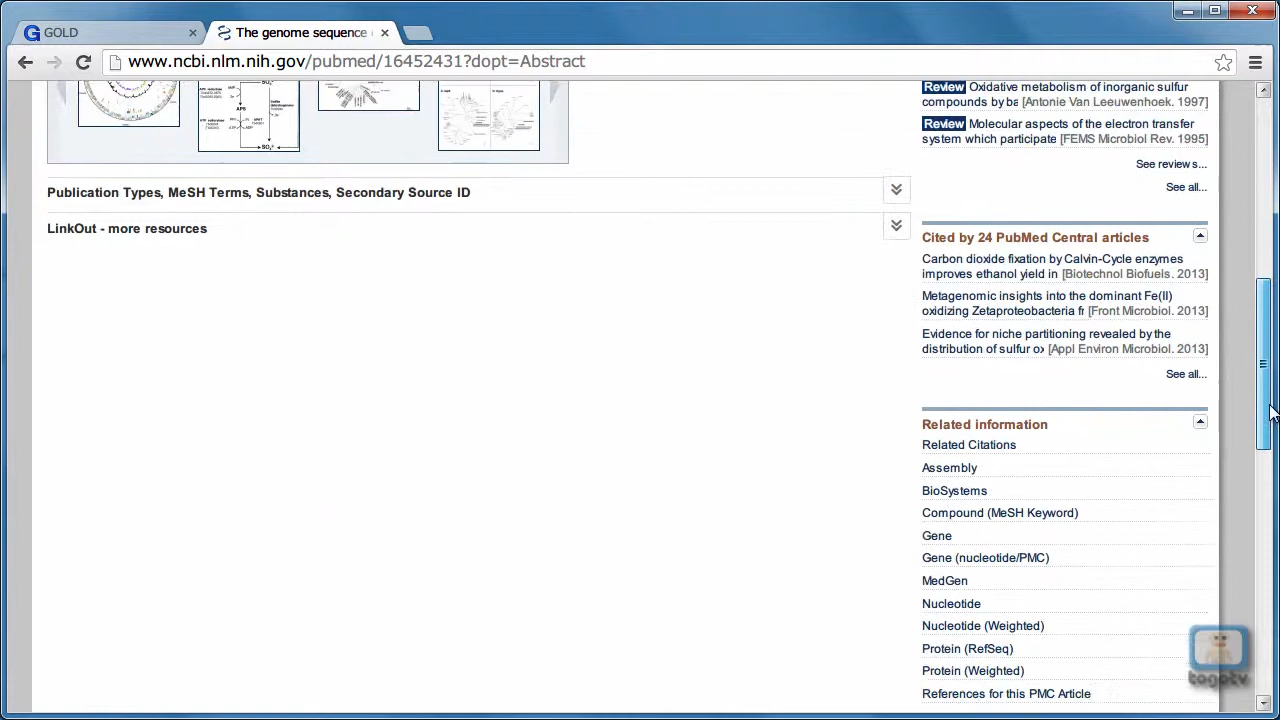 GOLD
The genome sequence
www.ncbi.nlm.nih.gov/pubmed/16452431?dopt=Abstract
APS
Publication Types, MeSH Terms, Substances, Secondary Source ID
LinkOut - more resources
Review Oxidative metabolism of inorganic sulfur
compounds by ba [Antonie Van Leeuwenhoek. 1997]
Review Molecular aspects of the electron transfer
system which participate [FEMS Microbiol Rev. 1995]
See reviews...
See all...
Cited by 24 PubMed Central articles
Carbon dioxide fixation by Calvin-Cycle enzymes
improves ethanol yield in [Biotechnol Biofuels. 2013]
Metagenomic insights into the dominant Fe(II)
oxidizing Zetaproteobacteria fr [Front Microbiol. 2013]
Evidence for niche partitioning revealed by the
distribution of sulfur ox [Appl Environ Microbiol. 2013]
See all...
Related information
Related Citations
Assembly
BioSystems
Compound (MeSH Keyword)
Gene
Gene (nucleotide/PMC)
MedGen
Nucleotide
Nucleotide (Weighted)
Protein (RefSeq)
Protein (Weighted)
References for this PMC Article
togotv